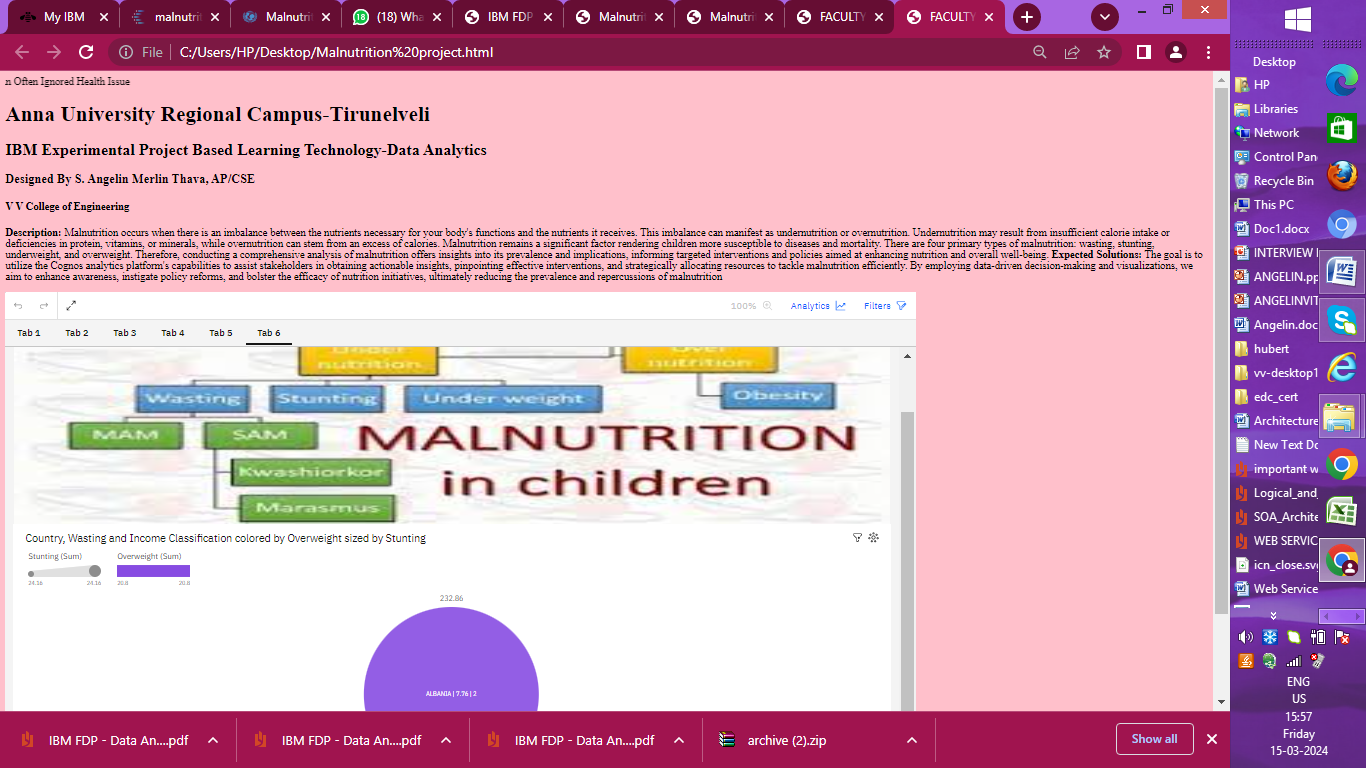 My IBM
malnutrit
Malnutrit
(18) Wha
IBM FDP
Malnutrit
Malnutrit
FACULTY
FACULTY
File
C:/Users/HP/Desktop/Malnutrition%20project.html
n Often Ignored Health Issue
Anna University Regional Campus-Tirunelveli
IBM Experimental Project Based Learning Technology-Data Analytics
Designed By S. Angelin Merlin Thava, AP/CSE
V V College of Engineering
Description: Malnutrition occurs when there is an imbalance between the nutrients necessary for your body's functions and the nutrients it receives. This imbalance can manifest as undernutrition or overnutrition. Undernutrition may result from insufficient calorie intake or
deficiencies in protein, vitamins, or minerals, while overnutrition can stem from an excess of calories. Malnutrition remains a significant factor rendering children more susceptible to diseases and mortality. There are four primary types of malnutrition: wasting, stunting,
underweight, and overweight. Therefore, conducting a comprehensive analysis of malnutrition offers insights into its prevalence and implications, informing targeted interventions and policies aimed at enhancing nutrition and overall well-being. Expected Solutions: The goal is to
utilize the Cognos analytics platform's capabilities to assist stakeholders in obtaining actionable insights, pinpointing effective interventions, and strategically allocating resources to tackle malnutrition efficiently. By employing data-driven decision-making and visualizations, we
aim to enhance awareness, instigate policy reforms, and bolster the efficacy of nutrition initiatives, ultimately reducing the prevalence and repercussions of malnutrition
100%
Analytics
Filters
Tab 1
Tab 2
Tab 3
Tab 4
Tab 5
Tab 6
nutrition
nutrition
Wasting
Stunting
Under weight
Obesity
MAM
SAM
MALNUTRITION
Kwashiorkor
in children
Marasmus
Country, Wasting and Income Classification colored by Overweight sized by Stunting
Stunting (Sum)
Overweight (Sum)
24.16
24.16
20.8
20.8
232.86
ALBANIA | 7.76 | 2
IBM FDP - Data An....pdf
IBM FDP - Data An....pdf
IBM FDP - Data An....pdf
archive (2).zip
Show all
Desktop
HP
Libraries
Network
Control Pan
Recycle Bin
This PC
Doc1.docx
INTERVIEW
ANGELIN.pp
ANGELINVIT
Angelin.doc
hubert
vv-desktop1
edc_cert
Architecture
New Text Do
important w
Logical_and_
SOA_Archite
WEB SERVIC
icn_close.svg
Web Service
ENG
US
15:57
Friday
15-03-2024